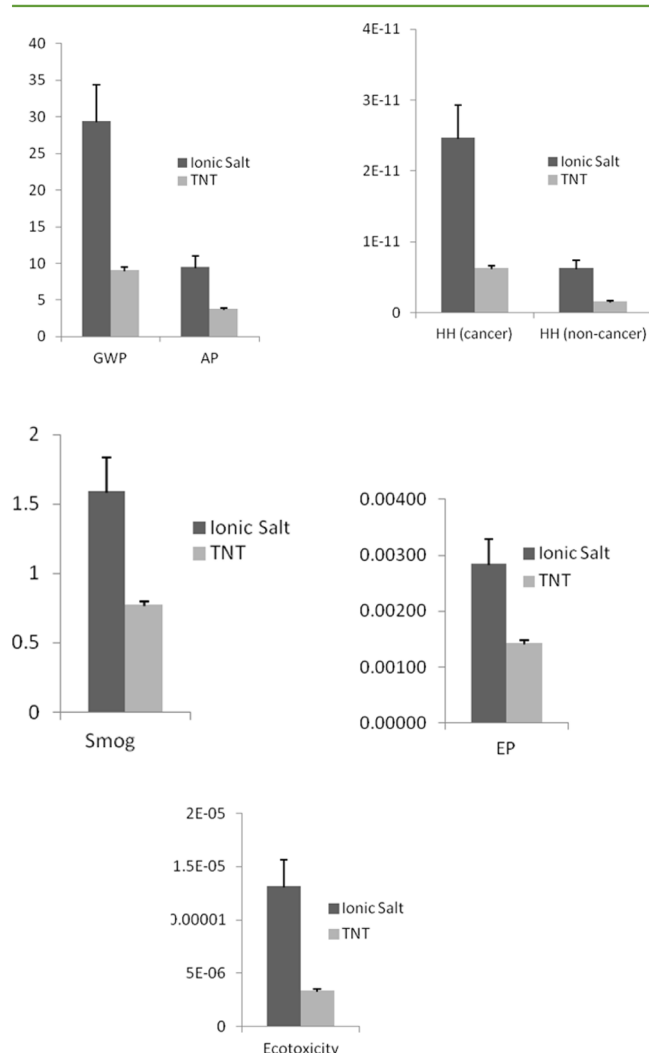 40
35
30
25
20
15
10
5
0
Ionic Salt
TNT
GWP AP
4E-11
3E-11
2E-11
1E-11
0
Ionic Salt
TNT
HH (cancer) HH (non-cancer)
2
1.5
1
0.5
0
Ionic Salt
TNT
Smog
0.00400
0.00300
0.00200
0.00100
0.00000
Ionic Salt
TNT
EP
2E-05
1.5E-05
0.00001
5E-06
0
Ionic Salt
TNT
Ecotoxicity